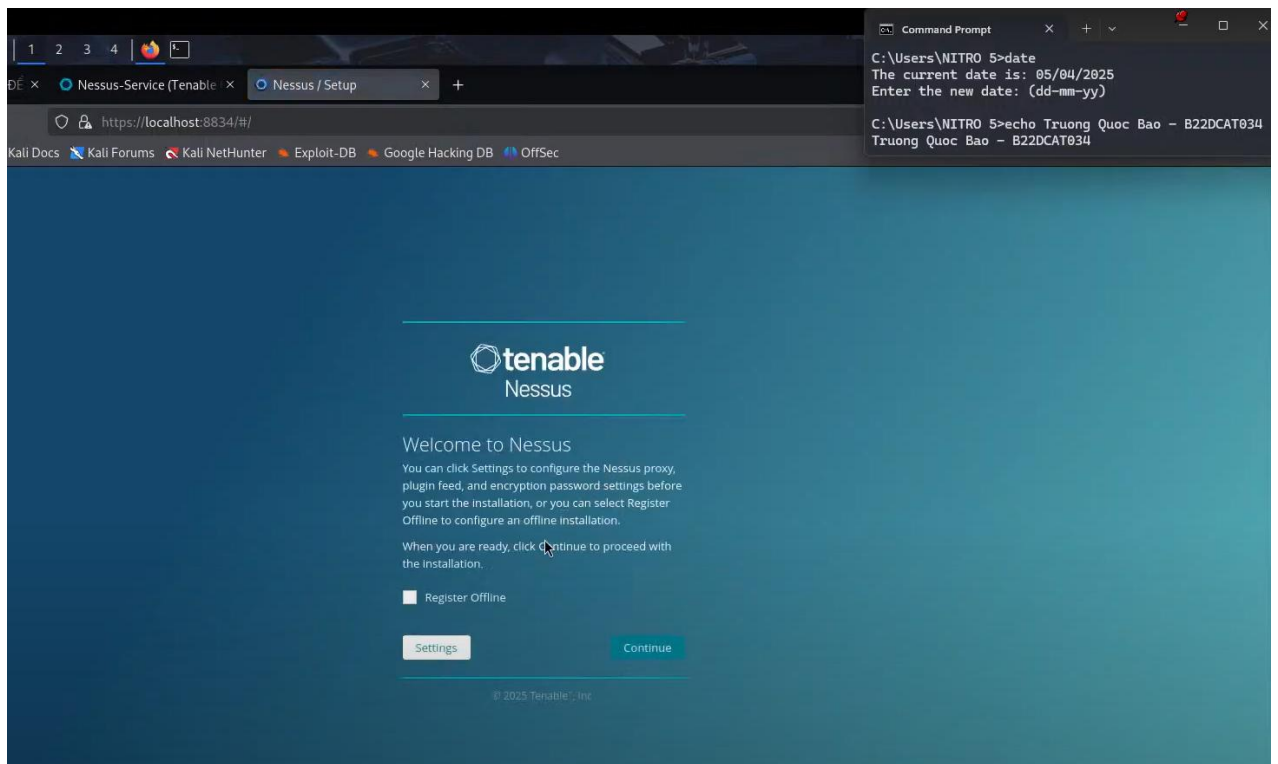 1 2 3 4
ĐỂ × Nessus-Service (Tenable × Nessus / Setup × +
https://localhost:8834/#/
Kali Docs Kali Forums Kali NetHunter Exploit-DB Google Hacking DB OffSec
Command Prompt
C:\Users\NITRO 5>date
The current date is: 05/04/2025
Enter the new date: (dd-mm-yy)
C:\Users\NITRO 5>echo Truong Quoc Bao - B22DCAT034
Truong Quoc Bao - B22DCAT034
tenable
Nessus
Welcome to Nessus
You can click Settings to configure the Nessus proxy,
plugin feed, and encryption password settings before
you start the installation, or you can select Register
Offline to configure an offline installation.
When you are ready, click Continue to proceed with
the installation.
Register Offline
Settings Continue
© 2025 Tenable®, Inc